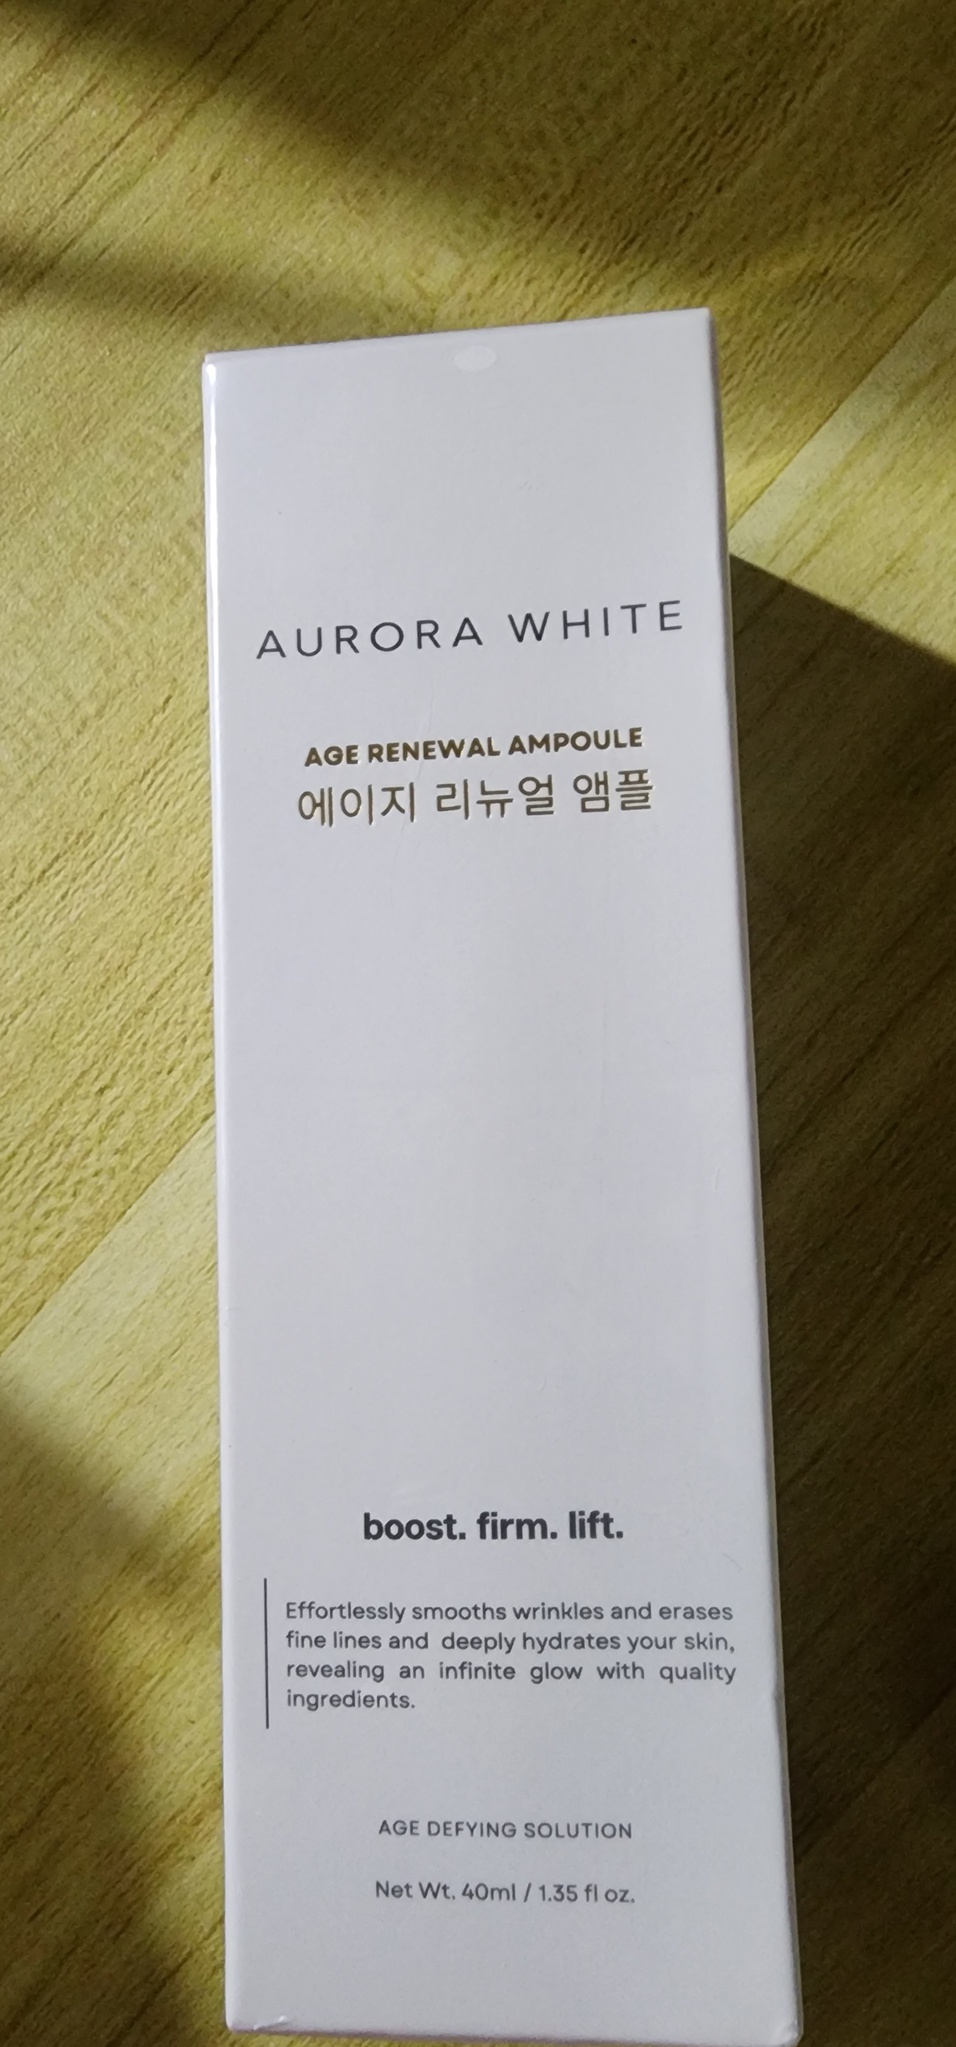 AURORA WHITE
AGE RENEWAL AMPOULE
에이지 리뉴얼 앰플
boost. firm. lift.
Effortlessly smooths wrinkles and erases
fine lines and deeply hydrates your skin,
revealing an infinite glow with quality
ingredients.
AGE DEFYING SOLUTION
Net Wt. 40ml / 1.35 fl oz.